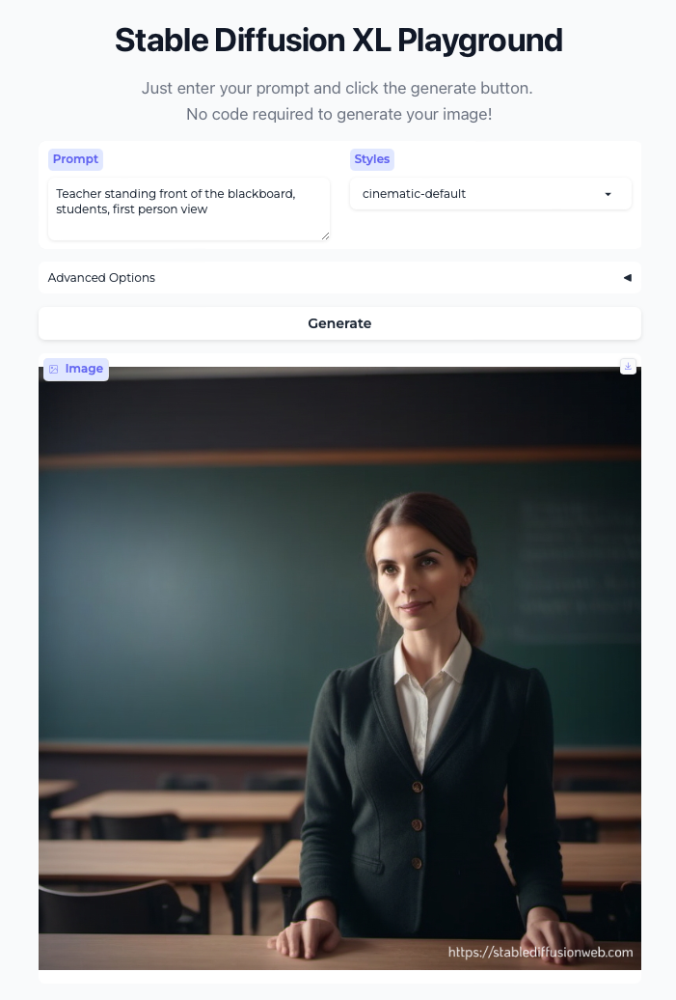 Stable Diffusion XL Playground
Just enter your prompt and click the generate button.
No code required to generate your image!
Prompt
Styles
Teacher standing front of the blackboard,
students, first person view
cinematic-default
Advanced Options
Generate
Image
https://stablediffusionweb.com